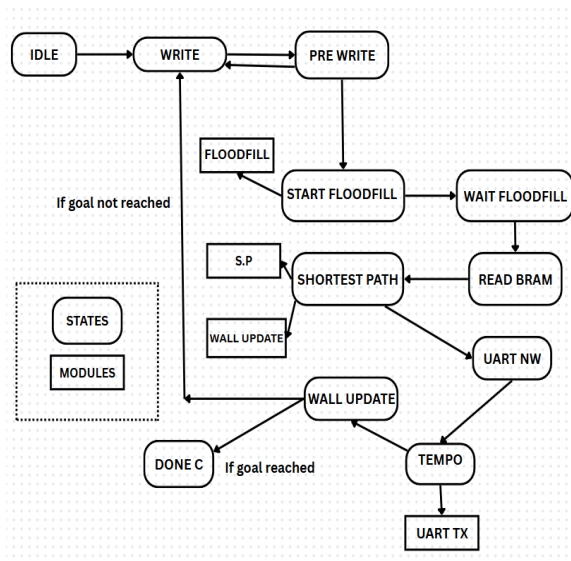 IDLE
WRITE
PRE WRITE
FLOODFILL
START FLOODFILL
WAIT FLOODFILL
If goal not reached
S.P
SHORTEST PATH
READ BRAM
STATES
WALL UPDATE
UART NW
MODULES
WALL UPDATE
DONE C
If goal reached
TEMPO
UART TX